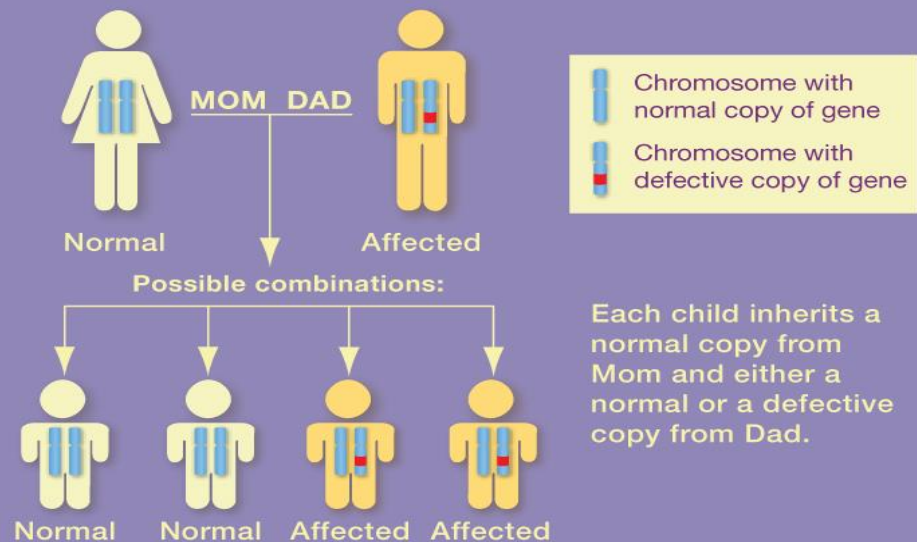 MOM DAD
Normal
Affected
Possible combinations:
Normal
Normal
Affected
Affected
Chromosome with
normal copy of gene
Chromosome with
defective copy of gene
Each child inherits a
normal copy from
Mom and either a
normal or a defective
copy from Dad.